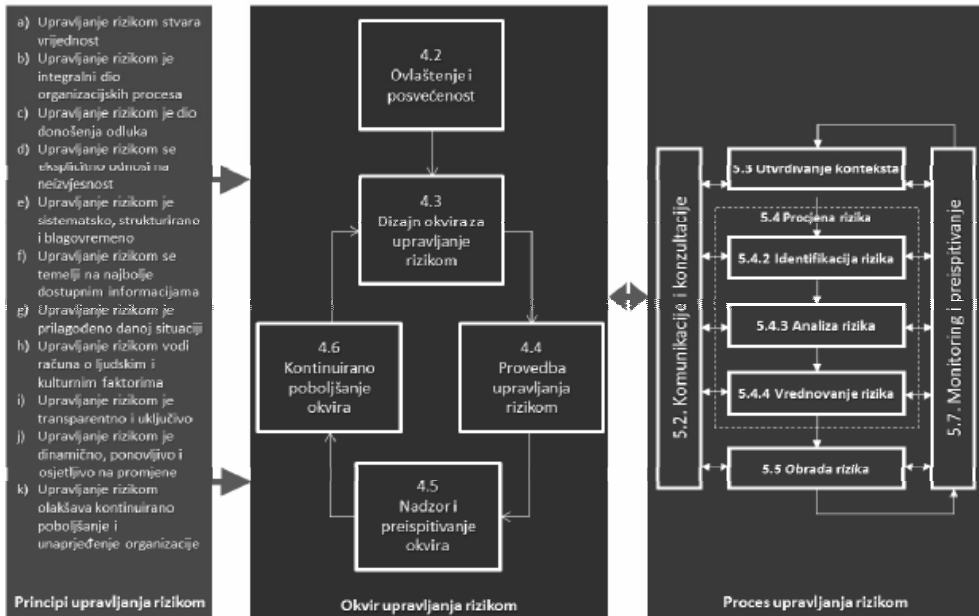 a) Upravljanje rizikom stvara
vrijednost
b) Upravljanje rizikom je
integralni dio
organizacijskih procesa
c) Upravljanje rizikom je dio
donošenja odluka
d) Upravljanje rizikom se
eksplicitno odnosi na
neizvjesnost
e) Upravljanje rizikom je
sistematsko, strukturirano
i blagovremeno
f) Upravljanje rizikom se
temelji na najbolje
dostupnim informacijama
g) Upravljanje rizikom je
prilagođeno danoj situaciji
h) Upravljanje rizikom vodi
računa o ljudskim i
kulturnim faktorima
i) Upravljanje rizikom je
transparentno i uključivo
j) Upravljanje rizikom je
dinamično, ponovljivo i
osjetljivo na promjene
k) Upravljanje rizikom
olakšava kontinuirano
poboljšanje i
unaprjeđenje organizacije
Principi upravljanja rizikom
4.2
Ovlaštenje i
posvećenost
4.3
Dizajn okvira za
upravljanje
rizikom
4.6
Kontinuirano
poboljšanje
okvira
4.4
Provedba
upravljanja
rizikom
4.5
Nadzor i
preispitivanje
okvira
Okvir upravljanja rizikom
5.2. Komunikacije i konzultacije
5.3 Utvrđivanje konteksta
5.4 Procjena rizika
5.4.2 Identifikacija rizika
5.4.3 Analiza rizika
5.4.4 Vrednovanje rizika
5.5 Obrada rizika
5.7. Monitoring i preispitivanje
Proces upravljanja rizikom